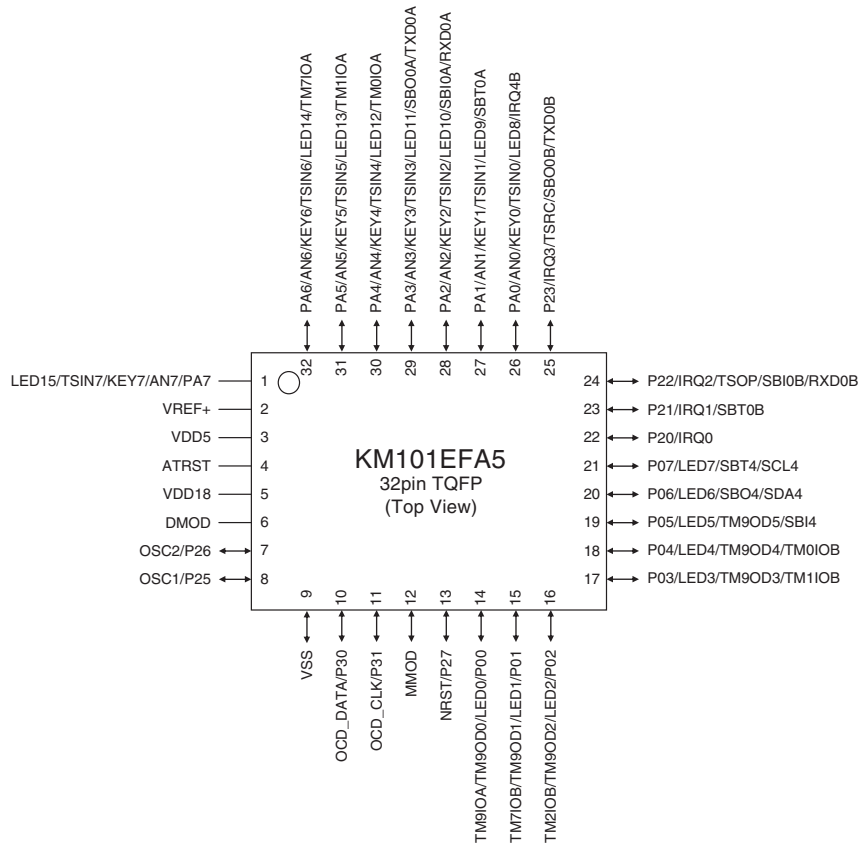 PA6/AN6/KEY6/TSIN6/LED14/TM7IOA
PA5/AN5/KEY5/TSIN5/LED13/TM1IOA
PA4/AN4/KEY4/TSIN4/LED12/TM0IOA
PA3/AN3/KEY3/TSIN3/LED11/SBO0A/TXD0A
PA2/AN2/KEY2/TSIN2/LED10/SBI0A/RXD0A
PA1/AN1/KEY1/TSIN1/LED9/SBT0A
PA0/AN0/KEY0/TSIN0/LED8/IRQ4B
P23/IRQ3/TSRC/SBO0B/TXD0B
32
31
30
29
28
27
26
25
LED15/TSIN7/KEY7/AN7/PA7 1
VREF+ 2
VDD5 3
ATRST 4
VDD18 5
DMOD 6
OSC2/P26 7
OSC1/P25 8
KM101EFA5
32pin TQFP
(Top View)
24 P22/IRQ2/TSOP/SBI0B/RXD0B
23 P21/IRQ1/SBT0B
22 P20/IRQ0
21 P07/LED7/SBT4/SCL4
20 P06/LED6/SBO4/SDA4
19 P05/LED5/TM9OD5/SBI4
18 P04/LED4/TM9OD4/TM0IOB
17 P03/LED3/TM9OD3/TM1IOB
9
10
11
12
13
14
15
16
VSS
OCD_DATA/P30
OCD_CLK/P31
MMOD
NRST/P27
TM9IOA/TM9OD0/LED0/P00
TM7IOB/TM9OD1/LED1/P01
TM2IOB/TM9OD2/LED2/P02